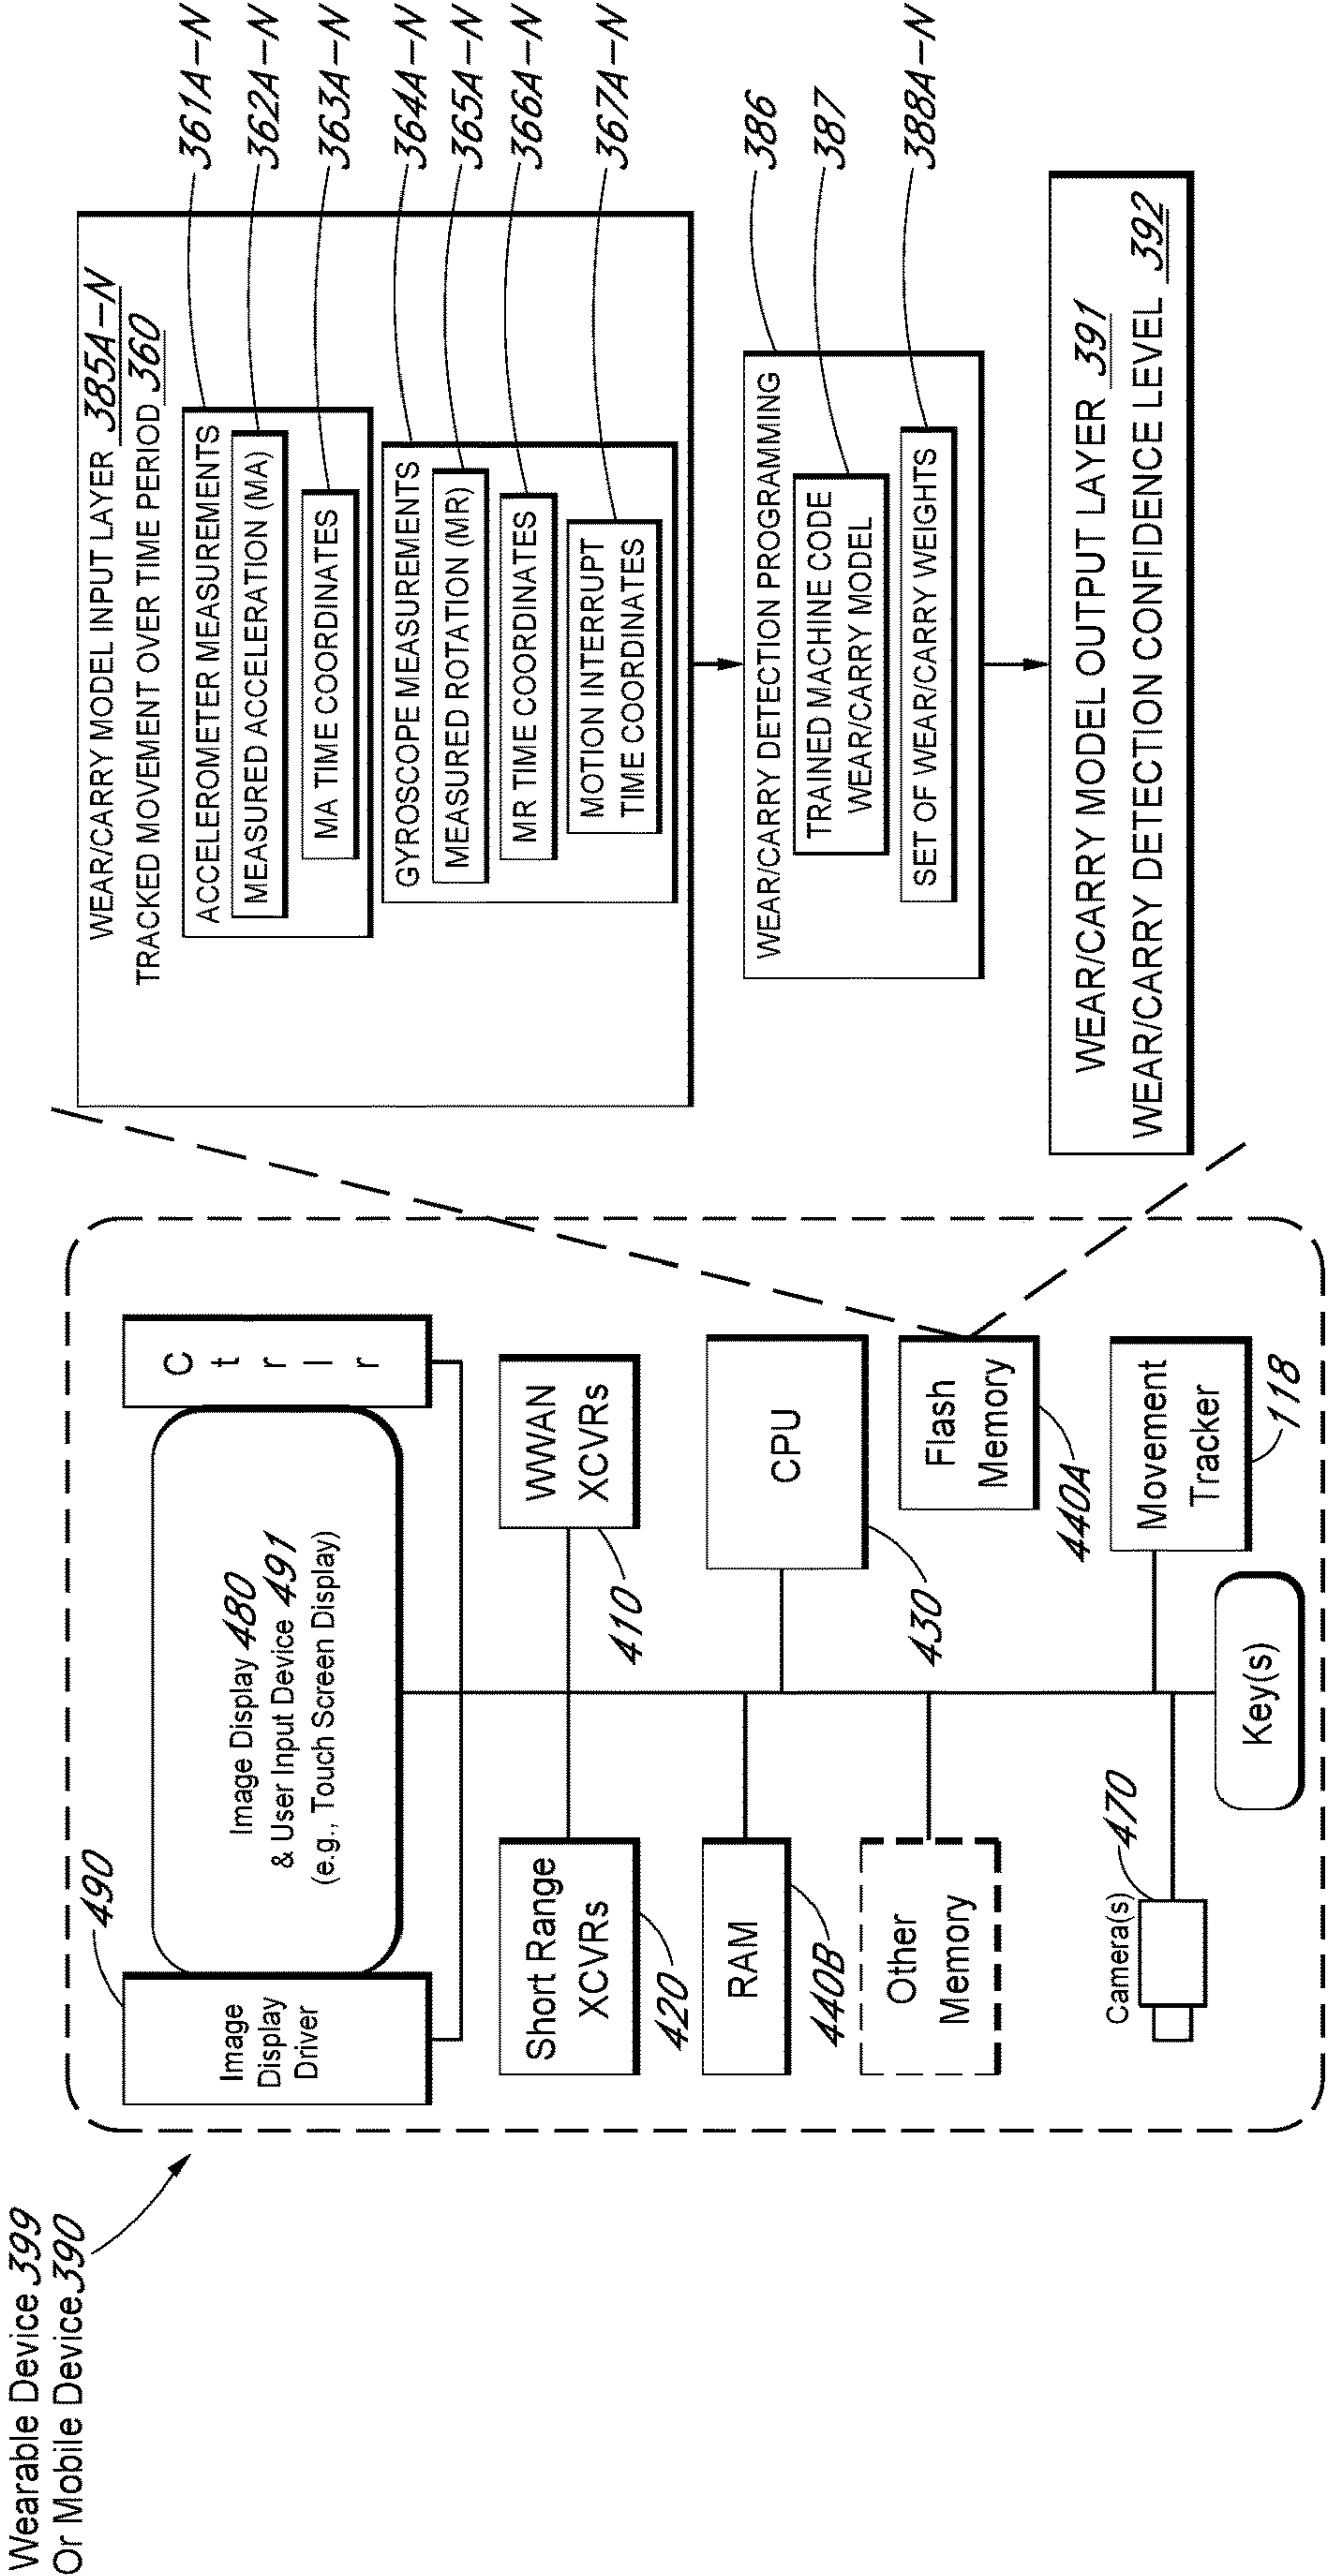 Wearable Device 399
Or Mobile Device 390
490
Image
Display
Driver
Image Display 480
& User Input Device 491
(e.g., Touch Screen Display)
C
t
r
l
r
Short Range
XCVRs
420
WWAN
XCVRs
410
RAM
440B
CPU
430
Other
Memory
Flash
Memory
440A
Camera(s)
470
Movement
Tracker
118
Key(s)
WEAR/CARRY MODEL INPUT LAYER 385A-N
TRACKED MOVEMENT OVER TIME PERIOD 360
ACCELEROMETER MEASUREMENTS
361A-N
MEASURED ACCELERATION (MA)
362A-N
MA TIME COORDINATES
363A-N
GYROSCOPE MEASUREMENTS
364A-N
MEASURED ROTATION (MR)
365A-N
MR TIME COORDINATES
366A-N
MOTION INTERRUPT
TIME COORDINATES
367A-N
WEAR/CARRY DETECTION PROGRAMMING
386
TRAINED MACHINE CODE
WEAR/CARRY MODEL
387
SET OF WEAR/CARRY WEIGHTS
388A-N
WEAR/CARRY MODEL OUTPUT LAYER 391
WEAR/CARRY DETECTION CONFIDENCE LEVEL 392